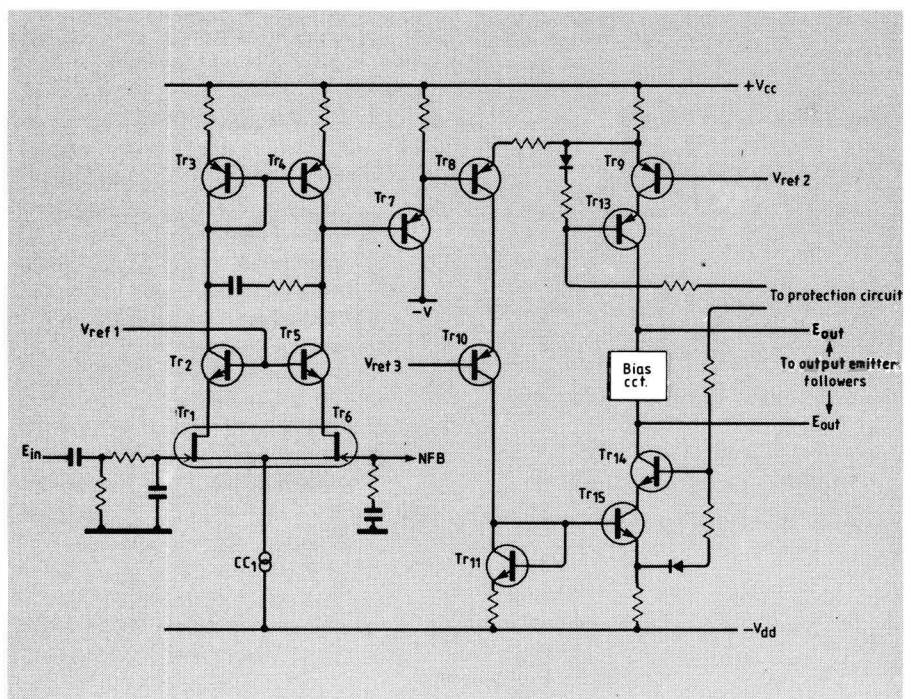 +Vcc
Tr3
Tr4
Tr7
Tr8
Tr9
Vref 2
Tr13
-V
To protection circuit
Vref 1
Tr2
Tr5
Tr10
Vref 3
Bias
cct.
Eout
To output emitter
followers
Eout
Tr1
Tr6
Ein
NFB
Tr14
Tr15
CC1
Tr11
-Vdd